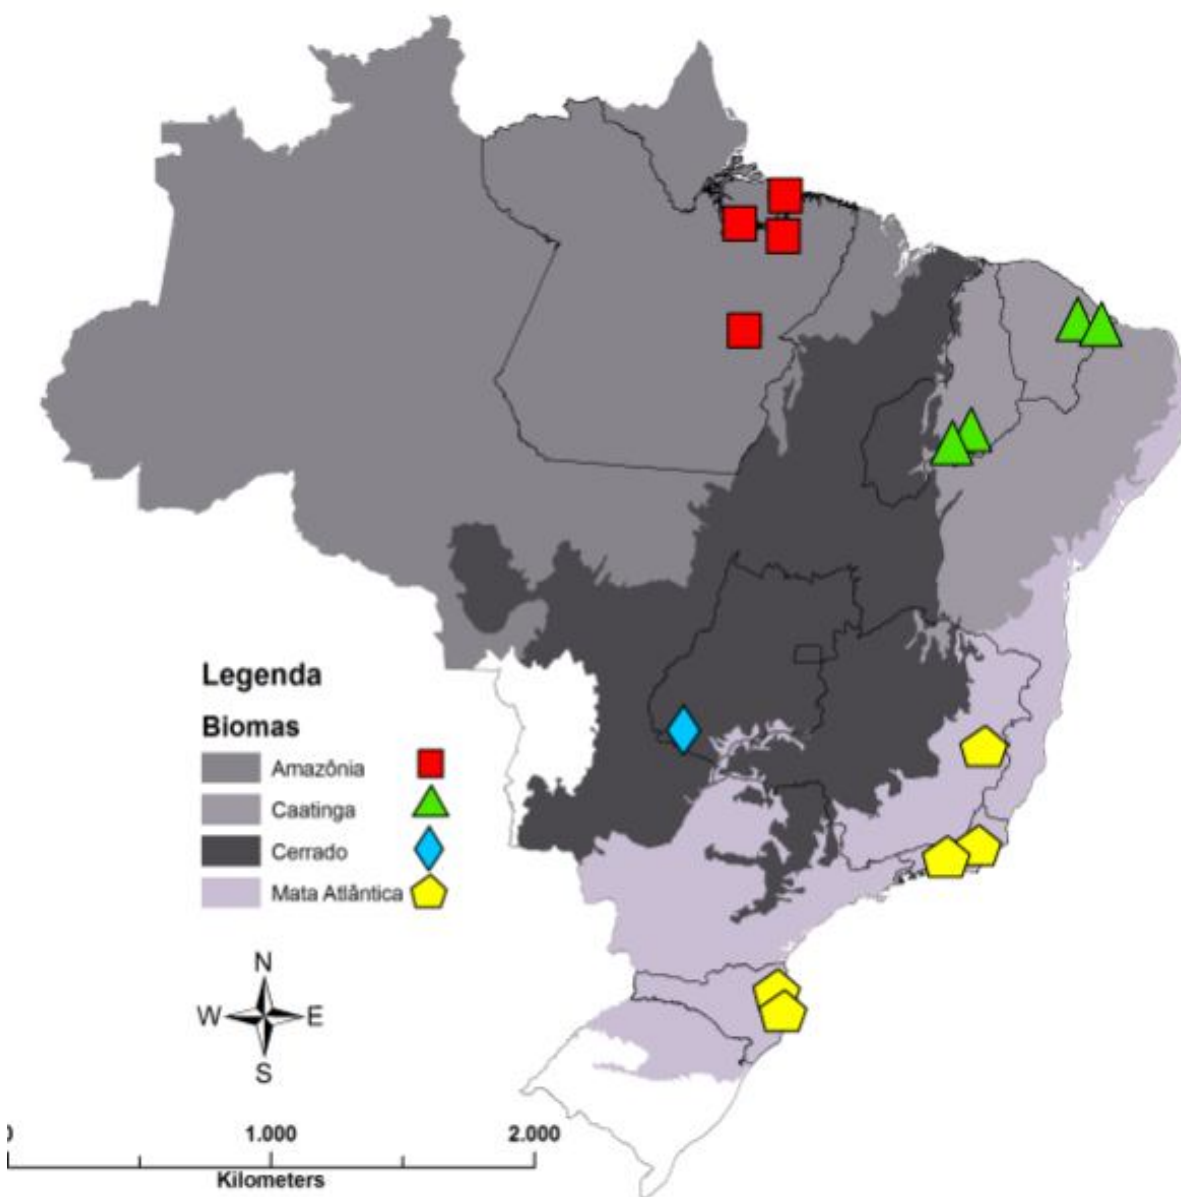 Legenda
Biomas
Amazônia
Caatinga
Cerrado
Mata Atlântica
N
W E
S
1.000 2.000
Kilometers